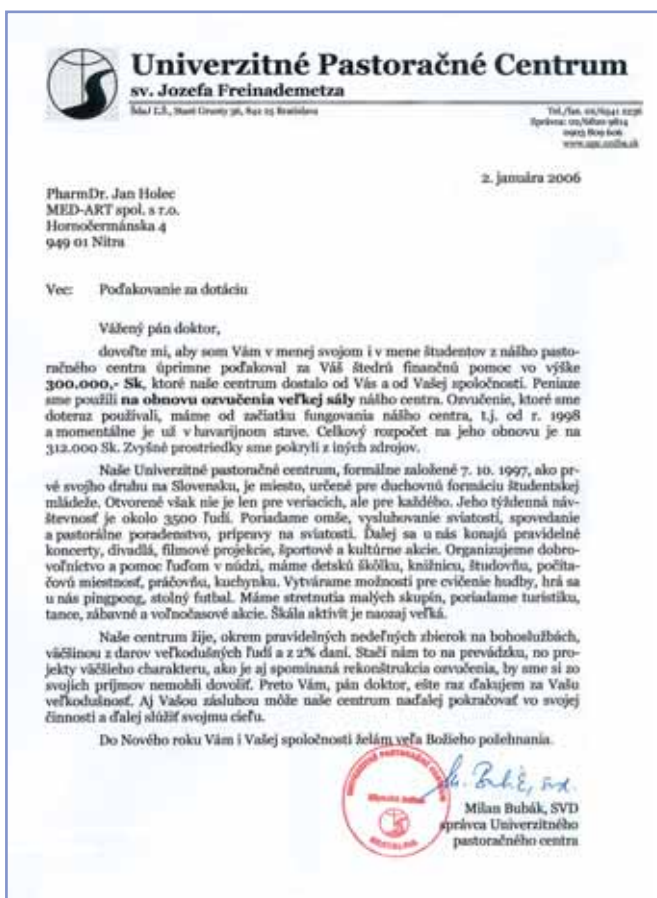 Univerzitné Pastoračné Centrum
sv. Jozefa Freinademetza
ŠdaJ Ľ.Š., Staré Grunty 36, 841 25 Bratislava
Tel./fax.
Správca:
www.upc.uniba.sk
2. januára 2006
PharmDr. Jan Holec
MED-ART spol. s r.o.
Hornočermánska 4
949 01 Nitra
Vec: Poďakovanie za dotáciu
Vážený pán doktor,
dovoľte mi, aby som Vám v menej svojom i v mene študentov z nášho pasto-
račného centra úprimne poďakoval za Váš štedrú finančnú pomoc vo výške
300.000,- Sk, ktoré naše centrum dostalo od Vás a od Vašej spoločnosti. Peniaze
sme použili na obnovu ozvučenia veľkej sály nášho centra. Ozvučenie, ktoré sme
doteraz používali, máme od začiatku fungovania nášho centra, t.j. od r. 1998
a momentálne je už v havarijnom stave. Celkový rozpočet na jeho obnovu je na
312.000 Sk. Zvyšné prostriedky sme pokryli z iných zdrojov.
Naše Univerzitné pastoračné centrum, formálne založené 7. 10. 1997, ako pr-
vé svojho druhu na Slovensku, je miesto, určené pre duchovnú formáciu študentskej
mládeže. Otvorené však nie je len pre veriacich, ale pre každého. Jeho týždenná náv-
števnosť je okolo 3500 ľudí. Poriadame omše, vysluhovanie sviatostí, spovedanie
a pastorálne poradenstvo, prípravy na sviatosti. Ďalej sa u nás konajú pravidelné
koncerty, divadlá, filmové projekcie, športové a kultúrne akcie. Organizujeme dobro-
voľníctvo a pomoc ľuďom v núdzi, máme detskú škôlku, knižnicu, študovňu, počíta-
čovú miestnosť, práčovňu, kuchynku. Vytvárame možnosti pre cvičenie hudby, hrá sa
u nás pingpong, stolný futbal. Máme stretnutia malých skupín, poriadame turistiku,
tance, zábavné a voľnočasové akcie. Škála aktivít je naozaj veľká.
Naše centrum žije, okrem pravidelných nedeľných zbierok na bohoslužbách,
väčšinou z darov veľkodušných ľudí a z 2% daní. Stačí nám to na prevádzku, no pro-
jekty väčšieho charakteru, ako je aj spomínaná rekonštrukcia ozvučenia, by sme si zo
svojich príjmov nemohli dovoliť. Preto Vám, pán doktor, ešte raz ďakujem za Vašu
veľkodušnosť. Aj Vašou zásluhou môže naše centrum naďalej pokračovať vo svojej
činnosti a ďalej slúžiť svojmu cieľu.
Do Nového roku Vám i Vašej spoločnosti želám veľa Božieho požehnania.
Milan Bubák, SVD
správca Univerzitného
pastoračného centra